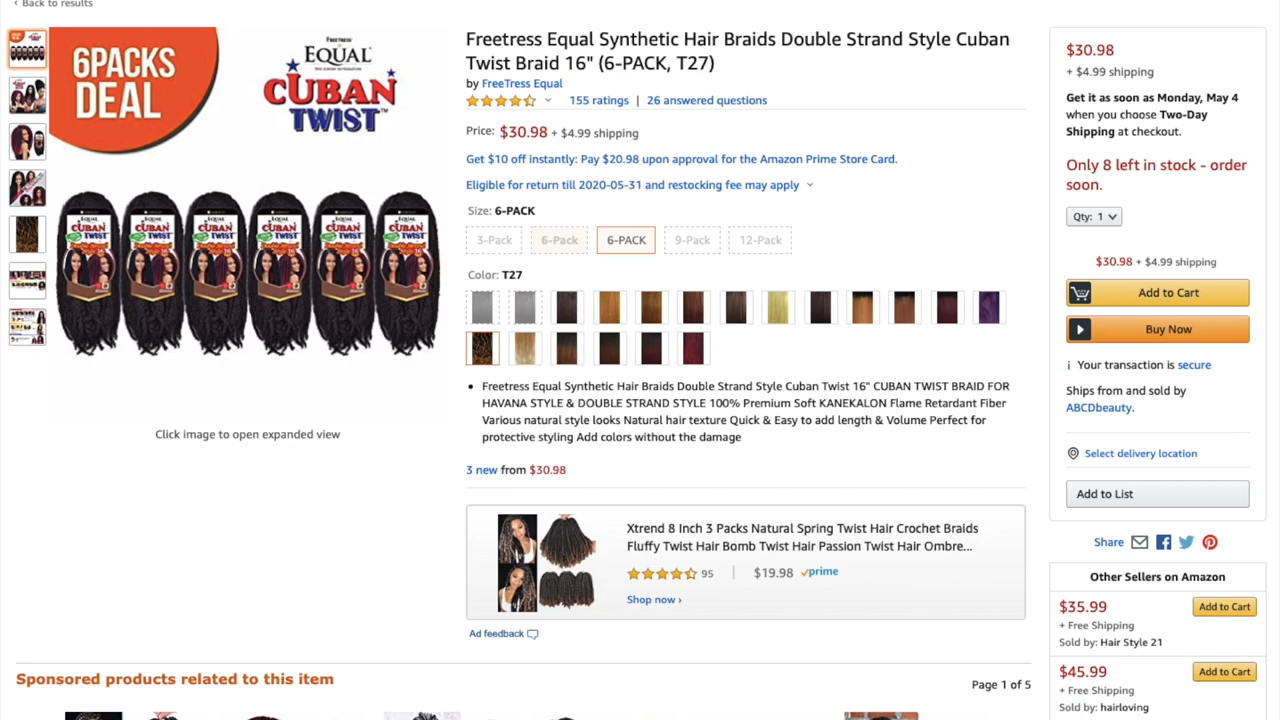 ‹ Back to results
6PACKS
DEAL
FREETRESS
EQUAL
CUBAN
TWIST™
Click image to open expanded view
Freetress Equal Synthetic Hair Braids Double Strand Style Cuban
Twist Braid 16" (6-PACK, T27)
by FreeTress Equal
155 ratings | 26 answered questions
Price: $30.98 + $4.99 shipping
Get $10 off instantly: Pay $20.98 upon approval for the Amazon Prime Store Card.
Eligible for return till 2020-05-31 and restocking fee may apply
Size: 6-PACK
3-Pack 6-Pack 6-PACK 9-Pack 12-Pack
Color: T27
• Freetress Equal Synthetic Hair Braids Double Strand Style Cuban Twist 16" CUBAN TWIST BRAID FOR
HAVANA STYLE & DOUBLE STRAND STYLE 100% Premium Soft KANEKALON Flame Retardant Fiber
Various natural style looks Natural hair texture Quick & Easy to add length & Volume Perfect for
protective styling Add colors without the damage
3 new from $30.98
Xtrend 8 Inch 3 Packs Natural Spring Twist Hair Crochet Braids
Fluffy Twist Hair Bomb Twist Hair Passion Twist Hair Ombre...
95 | $19.98 prime
Shop now ›
Ad feedback
$30.98
+ $4.99 shipping
Get it as soon as Monday, May 4
when you choose Two-Day
Shipping at checkout.
Only 8 left in stock - order
soon.
Qty: 1
$30.98 + $4.99 shipping
Add to Cart
Buy Now
Your transaction is secure
Ships from and sold by
ABCDbeauty.
Select delivery location
Add to List
Share
Other Sellers on Amazon
$35.99 Add to Cart
+ Free Shipping
Sold by: Hair Style 21
$45.99 Add to Cart
+ Free Shipping
Sold by: hairloving
Sponsored products related to this item
Page 1 of 5